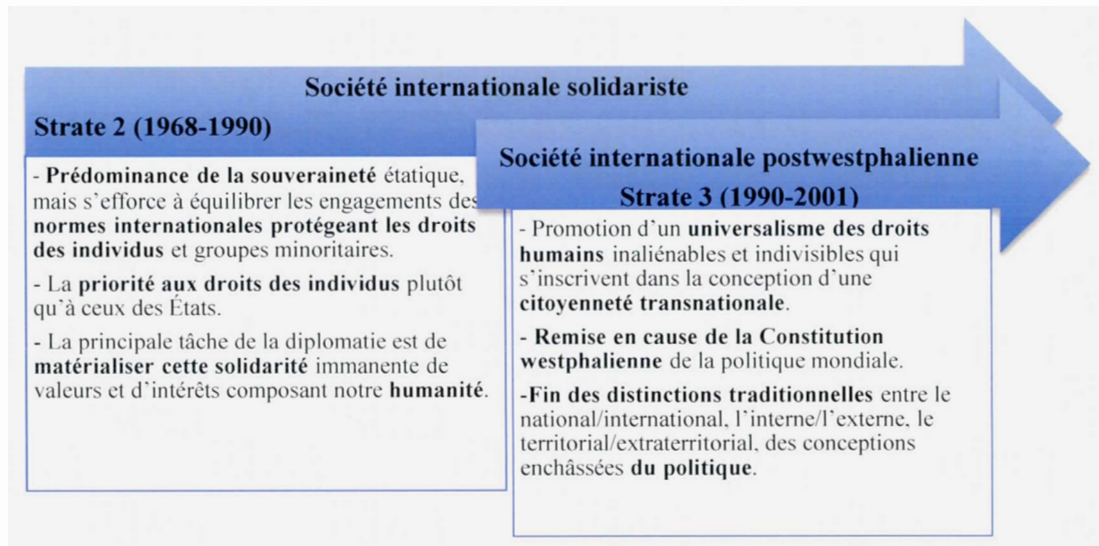 Société internationale solidariste
Strate 2 (1968-1990)
- Prédominance de la souveraineté étatique,
mais s'efforce à équilibrer les engagements des
normes internationales protégeant les droits
des individus et groupes minoritaires.
- La priorité aux droits des individus plutôt
qu'à ceux des États.
- La principale tâche de la diplomatie est de
matérialiser cette solidarité immanente de
valeurs et d'intérêts composant notre humanité.
Société internationale postwestphalienne
Strate 3 (1990-2001)
- Promotion d'un universalisme des droits
humains inaliénables et indivisibles qui
s'inscrivent dans la conception d'une
citoyenneté transnationale.
- Remise en cause de la Constitution
westphalienne de la politique mondiale.
-Fin des distinctions traditionnelles entre le
national/international, l'interne/l'externe, le
territorial/extraterritorial, des conceptions
enchâssées du politique.